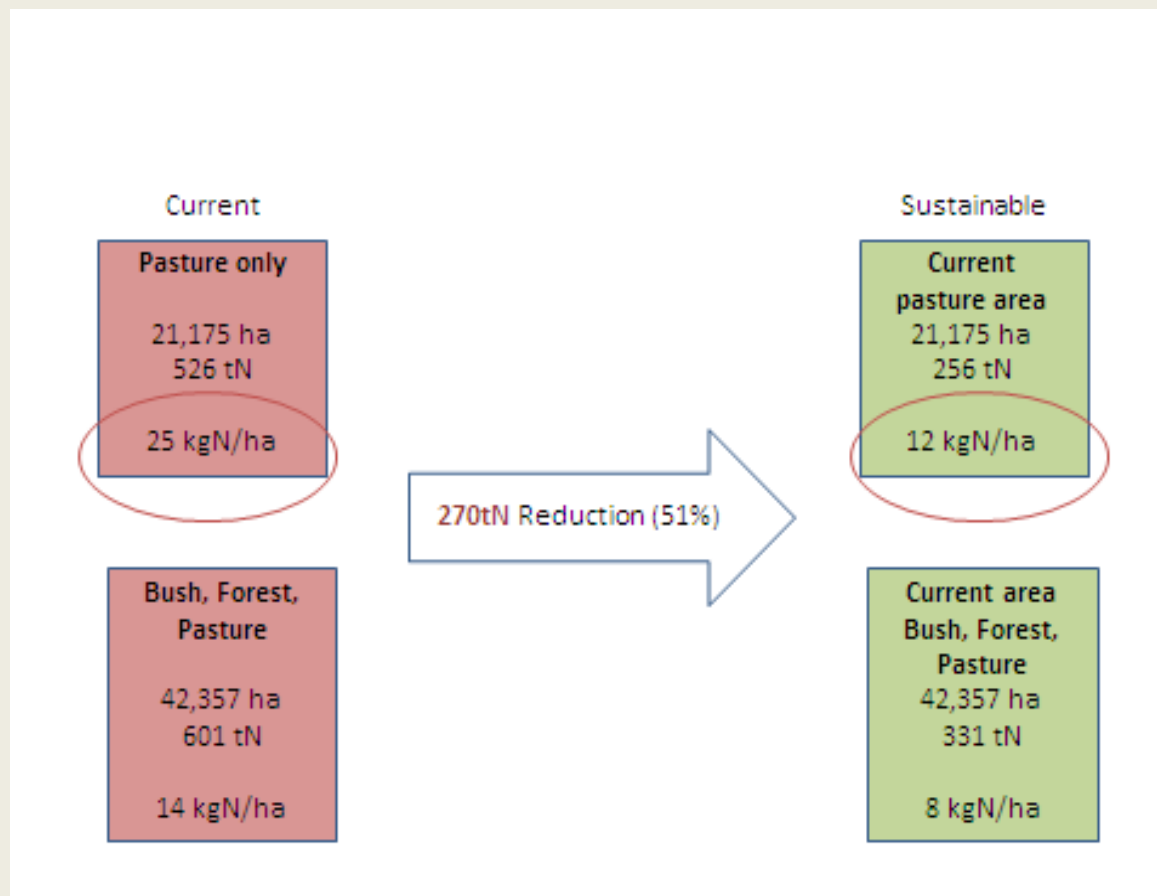 Current
Pasture only
21,175 ha
526 tN
25 kgN/ha
Bush, Forest,
Pasture
42,357 ha
601 tN
14 kgN/ha
270tN Reduction (51%)
Sustainable
Current
pasture area
21,175 ha
256 tN
12 kgN/ha
Current area
Bush, Forest,
Pasture
42,357 ha
331 tN
8 kgN/ha